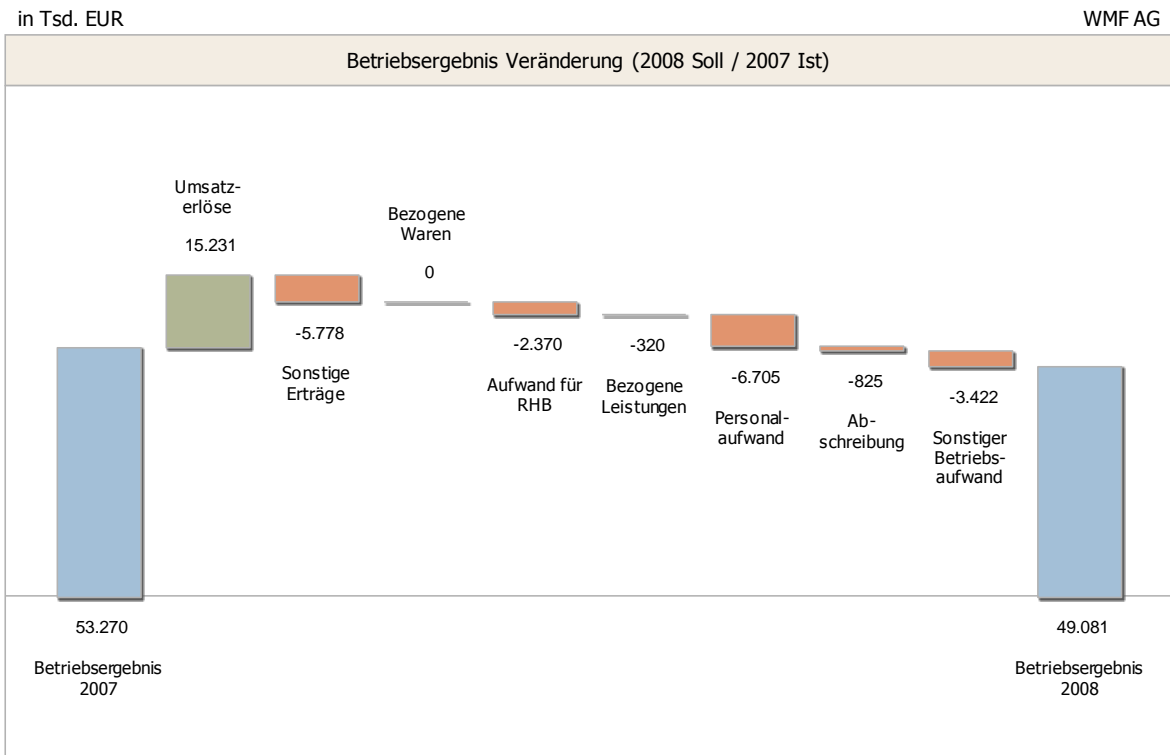 in Tsd. EUR
WMF AG
Betriebsergebnis Veränderung (2008 Soll / 2007 Ist)
Umsatz-
erlöse
15.231
-5.778
Sonstige
Erträge
Bezogene
Waren
0
-2.370
Aufwand für
RHB
-320
Bezogene
Leistungen
-6.705
Personal-
aufwand
-825
Ab-
schreibung
-3.422
Sonstiger
Betriebs-
aufwand
53.270
Betriebsergebnis
2007
49.081
Betriebsergebnis
2008